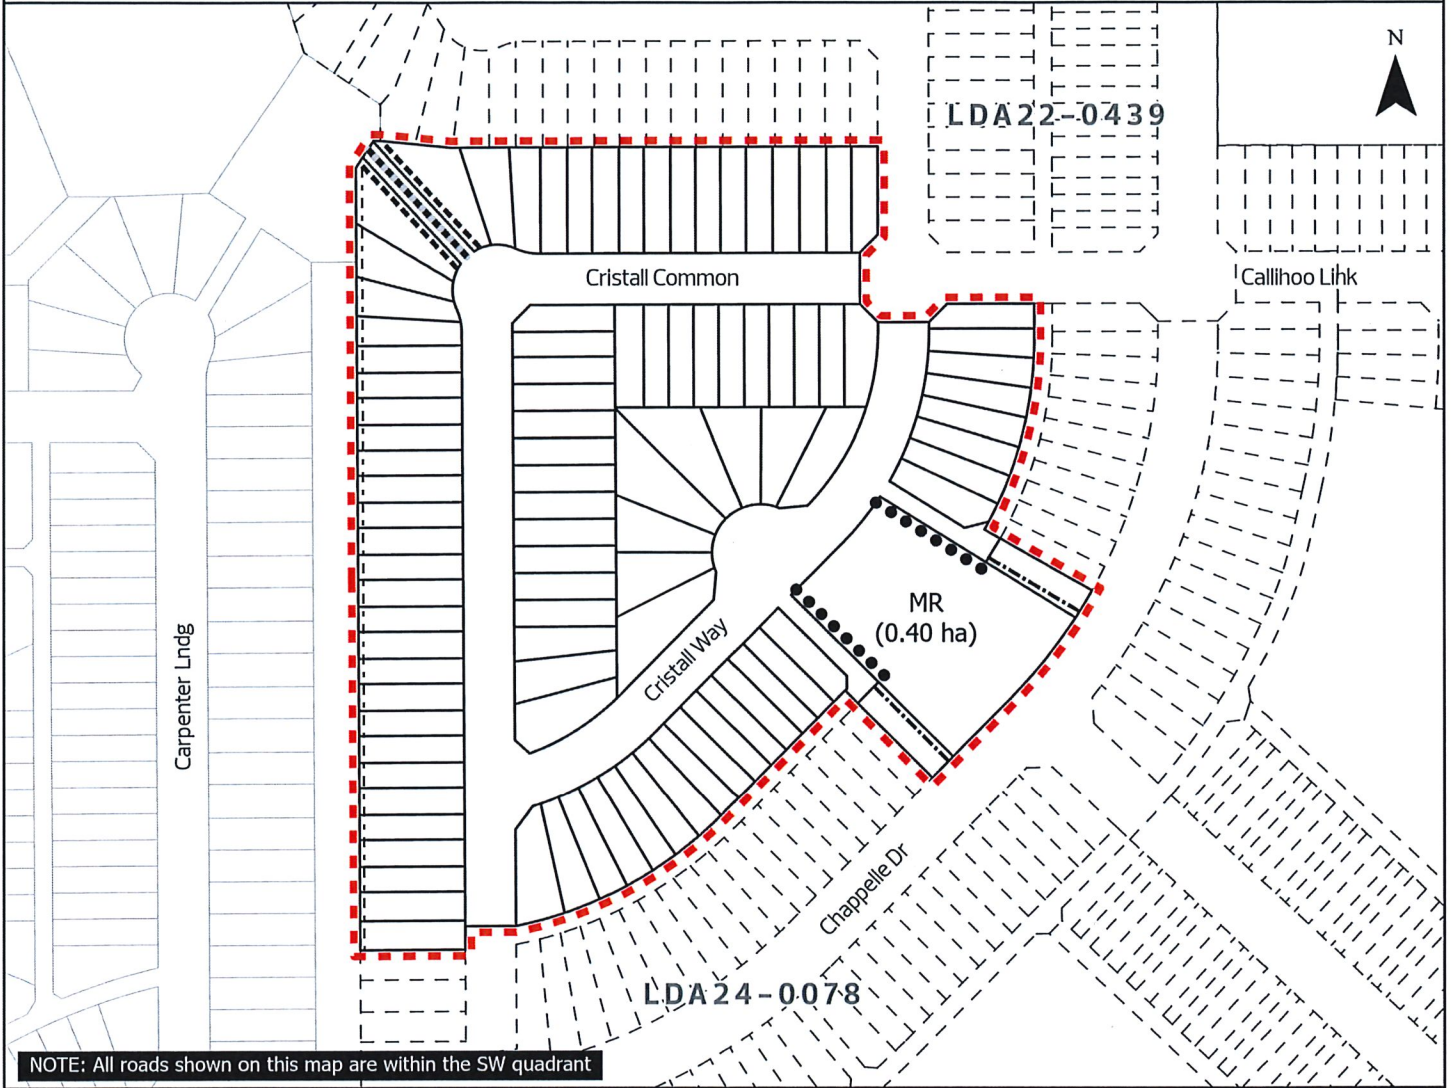 N
LDA22-0439
Cristall Common
Callihoo Link
MR
(0.40 ha)
Carpenter Lndg
Cristall Way
Chappelle Dr
LDA24-0078
NOTE: All roads shown on this map are within the SW quadrant